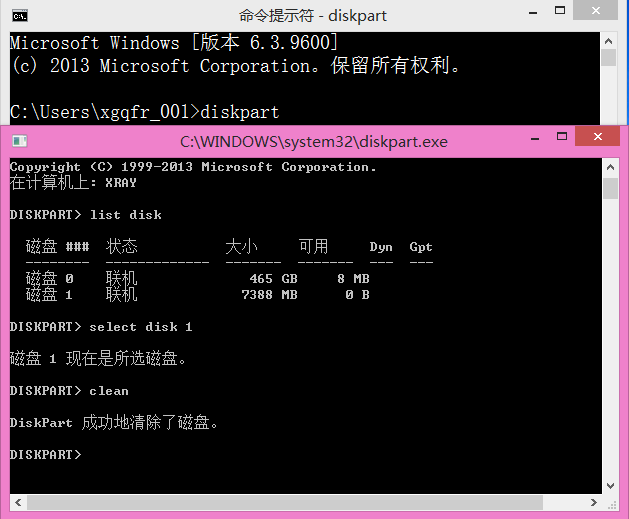 命令提示符 - diskpart
Microsoft Windows [版本 6.3.9600]
(c) 2013 Microsoft Corporation。保留所有权利。
C:\Users\xgqfr_001>diskpart
C:\WINDOWS\system32\diskpart.exe
Copyright (C) 1999-2013 Microsoft Corporation.
在计算机上: XRAY
DISKPART> list disk
磁盘 ### 状态 大小 可用 Dyn Gpt
-------- ------------- ------- ------- --- ---
磁盘 0 联机 465 GB 8 MB
磁盘 1 联机 7388 MB 0 B
DISKPART> select disk 1
磁盘 1 现在是所选磁盘。
DISKPART> clean
DiskPart 成功地清除了磁盘。
DISKPART>